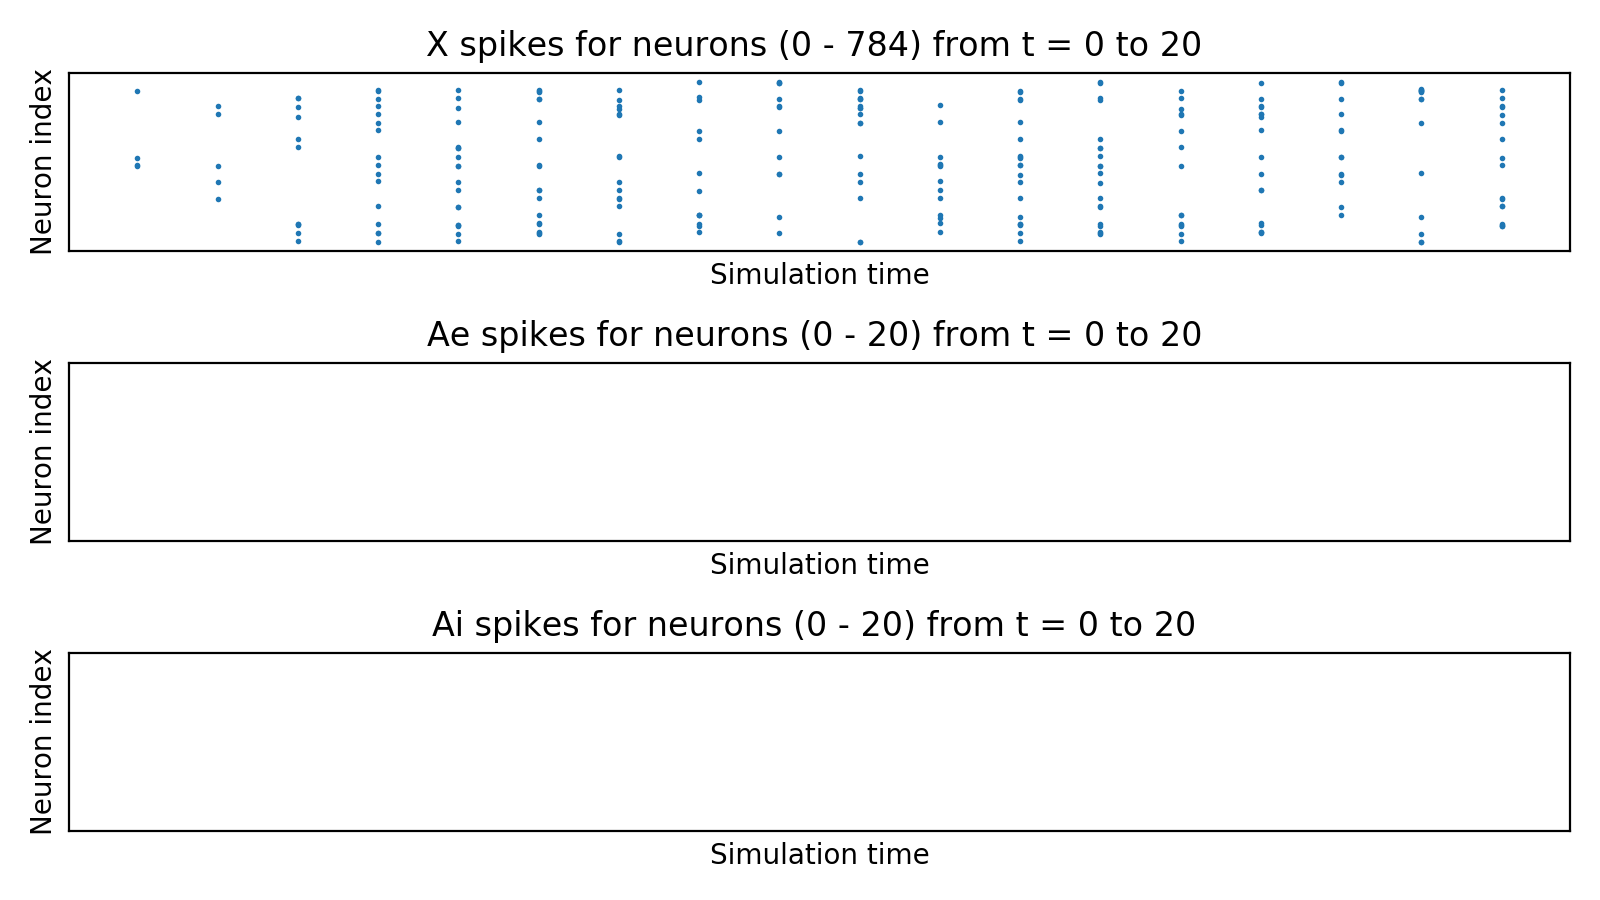 X spikes for neurons (0 - 784) from t = 0 to 20
Neuron index
Simulation time
Ae spikes for neurons (0 - 20) from t = 0 to 20
Neuron index
Simulation time
Ai spikes for neurons (0 - 20) from t = 0 to 20
Neuron index
Simulation time